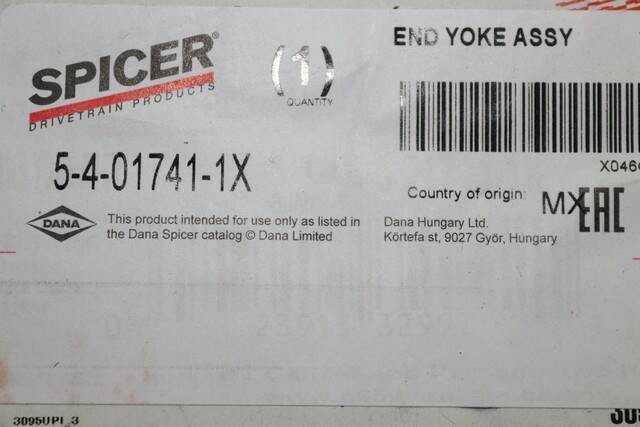 SPICER®
DRIVETRAIN PRODUCTS
(1)
QUANTITY
END YOKE ASSY
5-4-01741-1X
Country of origin: MX
EAC
DANA
This product intended for use only as listed in
the Dana Spicer catalog © Dana Limited
Dana Hungary Ltd.
Körtefa st, 9027 Győr, Hungary
3095UPI_3